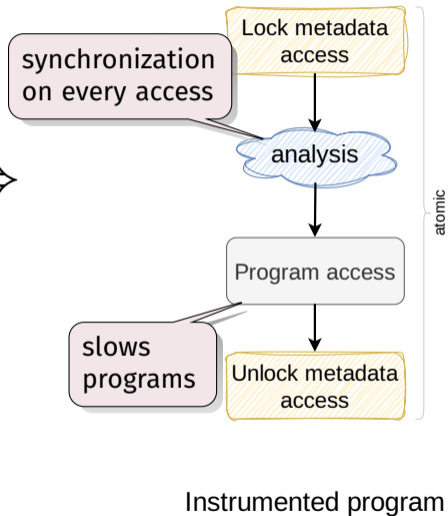 Lock metadata
access
synchronization
on every access
analysis
atomic
Program access
slows
programs
Unlock metadata
access
Instrumented program